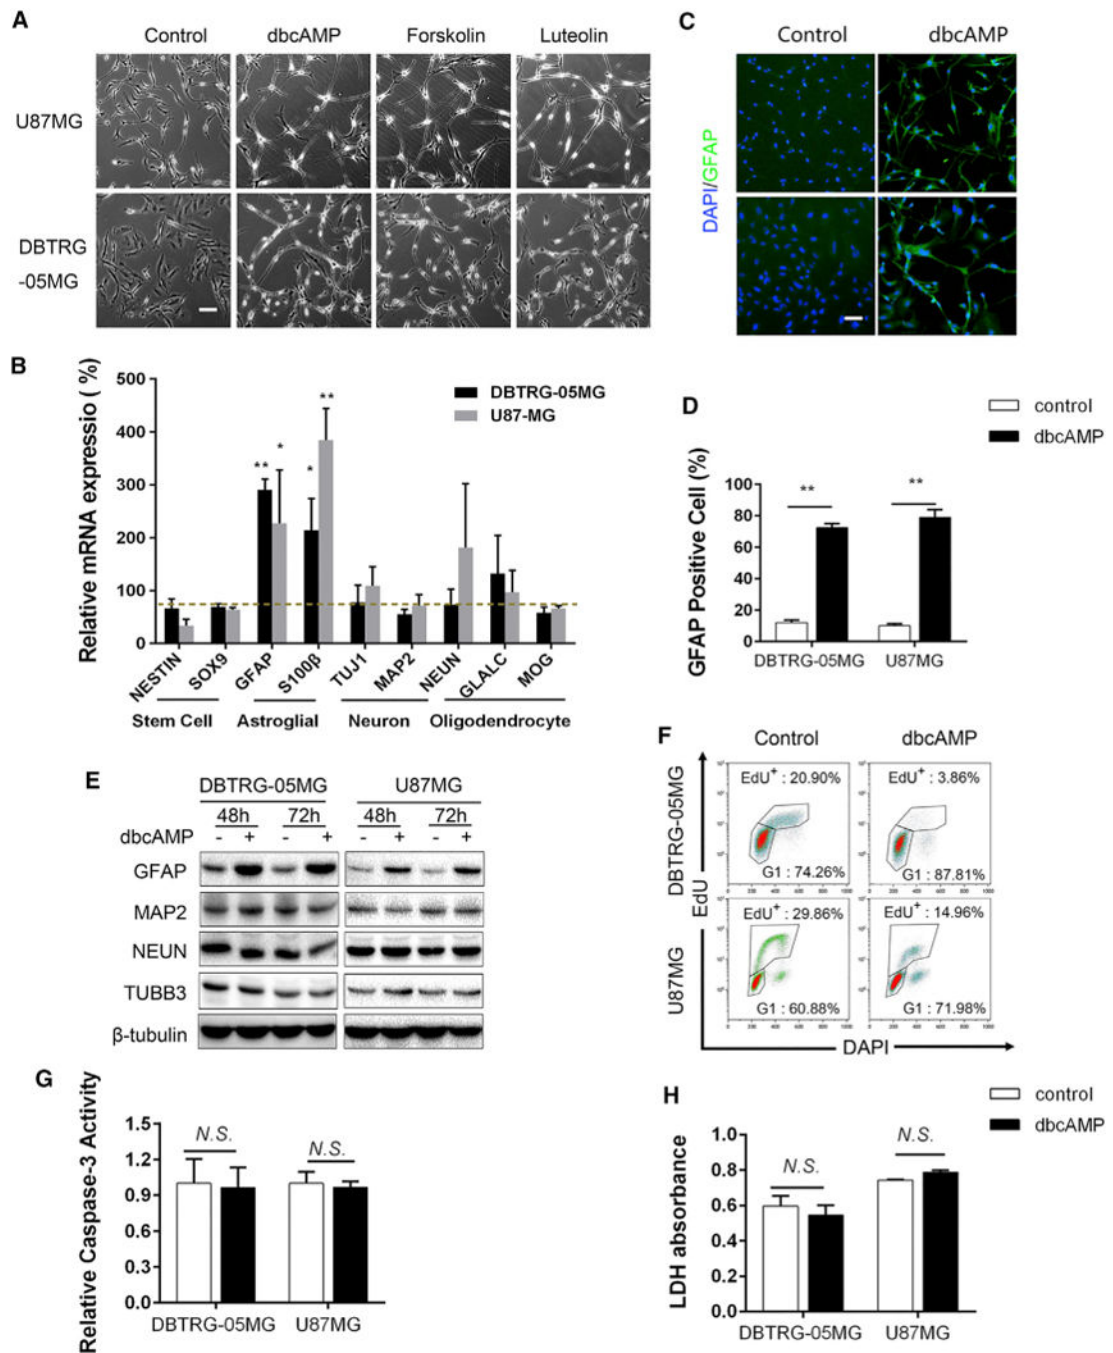 A
Control dbcAMP Forskolin Luteolin
U87MG
DBTRG
-05MG
C
Control dbcAMP
DAPI/GFAP
B
Relative mRNA expressio ( %)
500
400
300
200
100
0
DBTRG-05MG
U87-MG
** * * **
NESTIN SOX9 GFAP S100β TUJ1 MAP2 NEUN GLALC MOG
Stem Cell Astroglial Neuron Oligodendrocyte
D
control
dbcAMP
GFAP Positive Cell (%)
100
80
60
40
20
0
** **
DBTRG-05MG U87MG
E
DBTRG-05MG U87MG
48h 72h 48h 72h
dbcAMP - + - + - + - +
GFAP
MAP2
NEUN
TUBB3
β-tubulin
F
Control dbcAMP
DBTRG-05MG
EdU+ : 20.90% EdU+ : 3.86%
G1 : 74.26% G1 : 87.81%
EdU
U87MG
EdU+ : 29.86% EdU+ : 14.96%
G1 : 60.88% G1 : 71.98%
DAPI
G
Relative Caspase-3 Activity
1.5
1.2
0.9
0.6
0.3
0.0
N.S. N.S.
DBTRG-05MG U87MG
H
control
dbcAMP
LDH absorbance
1.0
0.8
0.6
0.4
0.2
0.0
N.S. N.S.
DBTRG-05MG U87MG